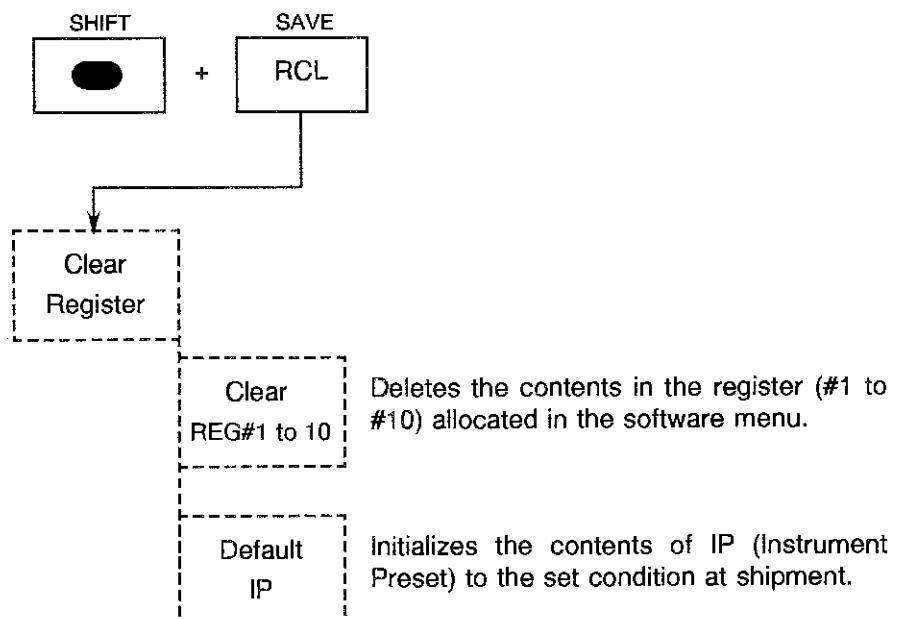 SHIFT
SAVE
+
RCL
Clear
Register
Clear
REG#1 to 10
Deletes the contents in the register (#1 to
#10) allocated in the software menu.
Default
IP
Initializes the contents of IP (Instrument
Preset) to the set condition at shipment.